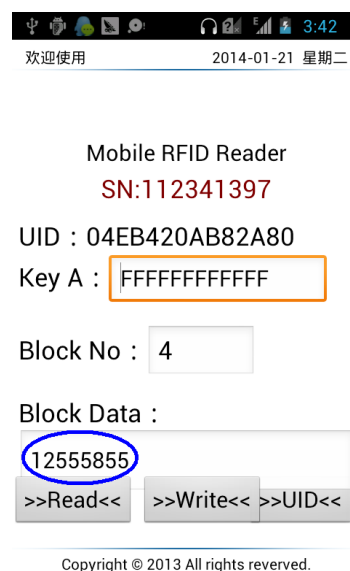 3:42
欢迎使用 2014-01-21 星期二
Mobile RFID Reader
SN:112341397
UID：04EB420AB82A80
Key A： FFFFFFFFFFFF
Block No： 4
Block Data：
12555855
>>Read<< >>Write<< >>UID<<
Copyright © 2013 All rights reserved.